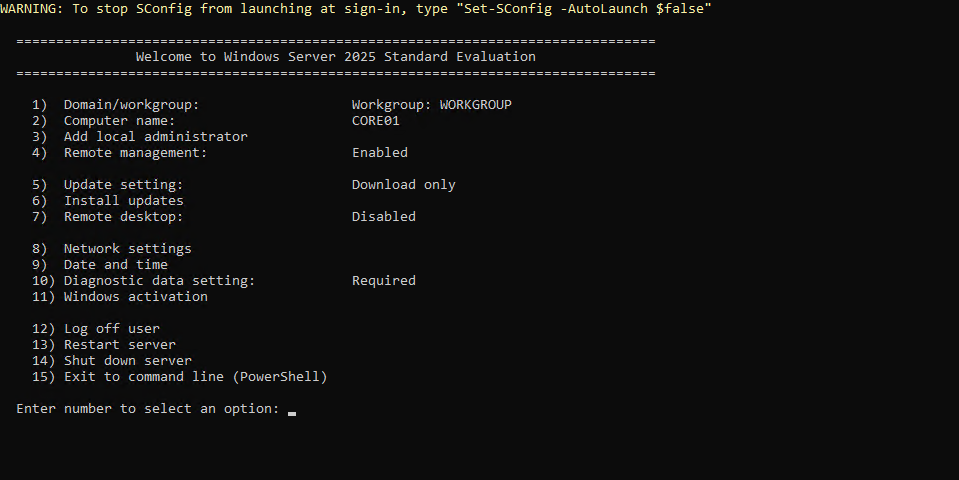 WARNING: To stop SConfig from launching at sign-in, type "Set-SConfig -AutoLaunch $false"
================================================================================
Welcome to Windows Server 2025 Standard Evaluation
================================================================================
1) Domain/workgroup: Workgroup: WORKGROUP
2) Computer name: CORE01
3) Add local administrator
4) Remote management: Enabled
5) Update setting: Download only
6) Install updates
7) Remote desktop: Disabled
8) Network settings
9) Date and time
10) Diagnostic data setting: Required
11) Windows activation
12) Log off user
13) Restart server
14) Shut down server
15) Exit to command line (PowerShell)
Enter number to select an option: _